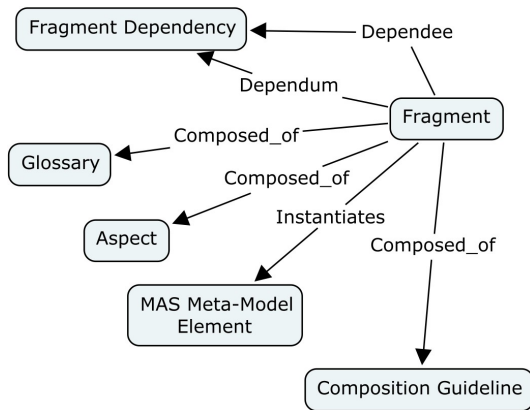 Fragment Dependency
Dependee
Dependum
Fragment
Composed_of
Glossary
Composed_of
Instantiates
Aspect
Composed_of
MAS Meta-Model
Element
Composition Guideline